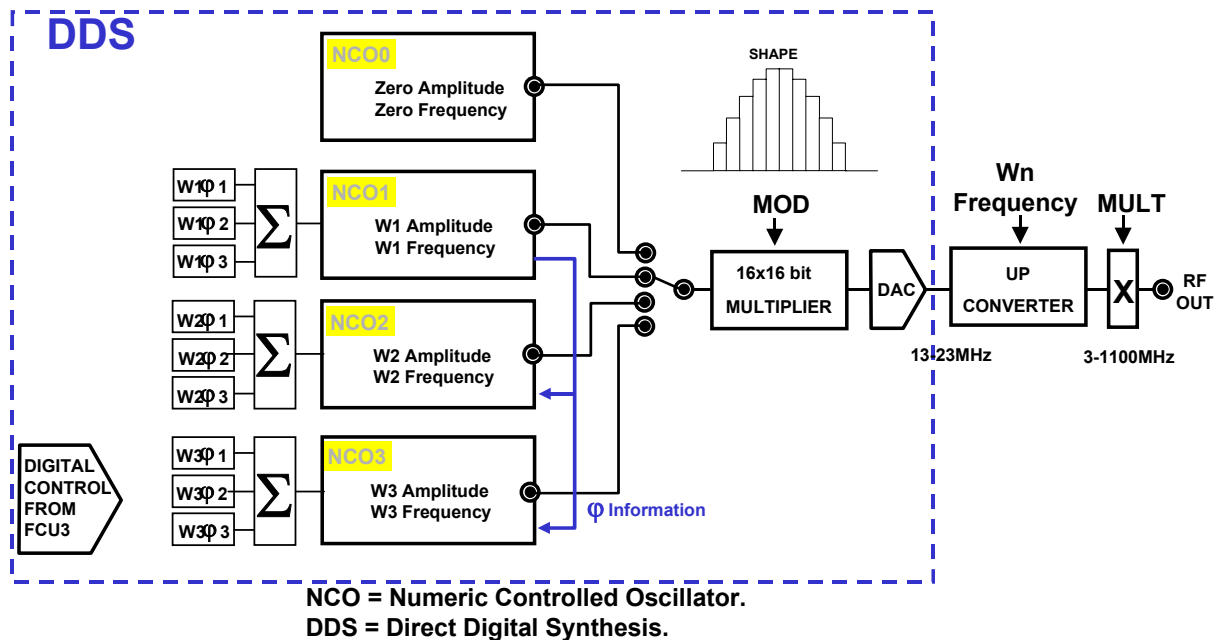 DDS
NCO0
Zero Amplitude
Zero Frequency
SHAPE
W1φ 1
W1φ 2
W1φ 3
Σ
NCO1
W1 Amplitude
W1 Frequency
MOD
16x16 bit
MULTIPLIER
DAC
13-23MHz
Wn
Frequency
UP
CONVERTER
MULT
X
3-1100MHz
RF
OUT
W2φ 1
W2φ 2
W2φ 3
Σ
NCO2
W2 Amplitude
W2 Frequency
DIGITAL
CONTROL
FROM
FCU3
W3φ 1
W3φ 2
W3φ 3
Σ
NCO3
W3 Amplitude
W3 Frequency
φ Information
NCO = Numeric Controlled Oscillator.
DDS = Direct Digital Synthesis.